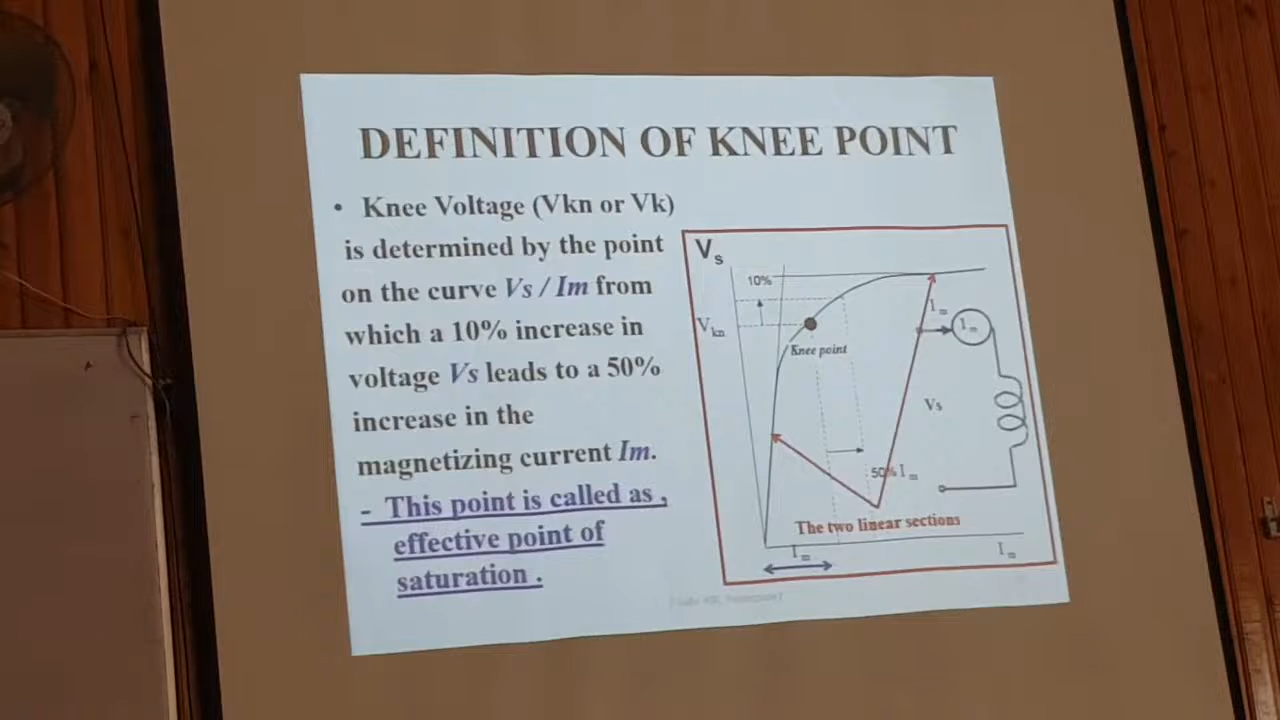 DEFINITION OF KNEE POINT
• Knee Voltage (Vkn or Vk)
is determined by the point
on the curve Vs / Im from
which a 10% increase in
voltage Vs leads to a 50%
increase in the
magnetizing current Im.
- This point is called as ,
effective point of
saturation .
Vs
10%
Vkn
Knee point
Im
Im
Vs
50% Im
The two linear sections
Im
Im